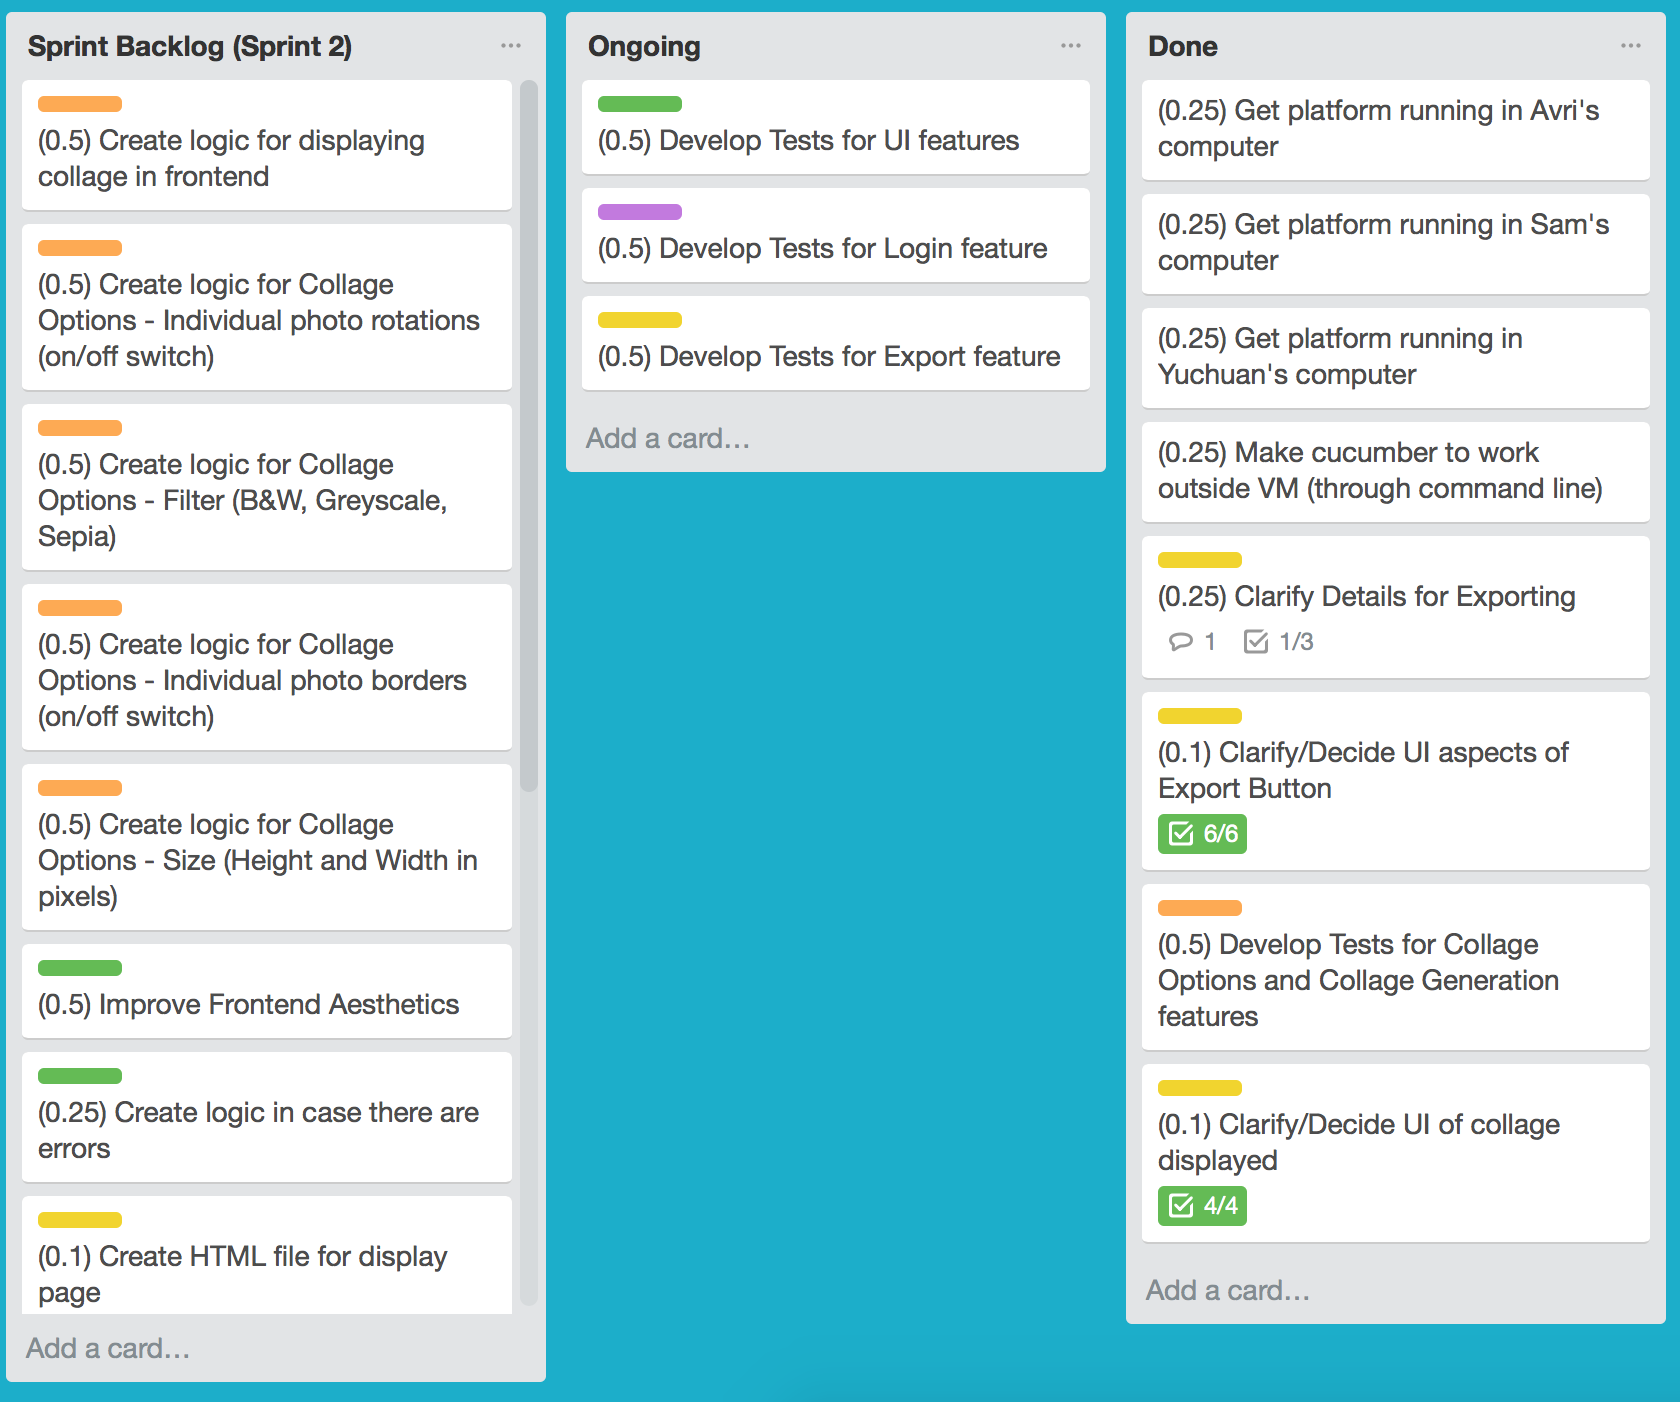 Sprint Backlog (Sprint 2)
(0.5) Create logic for displaying
collage in frontend
(0.5) Create logic for Collage
Options - Individual photo rotations
(on/off switch)
(0.5) Create logic for Collage
Options - Filter (B&W, Greyscale,
Sepia)
(0.5) Create logic for Collage
Options - Individual photo borders
(on/off switch)
(0.5) Create logic for Collage
Options - Size (Height and Width in
pixels)
(0.5) Improve Frontend Aesthetics
(0.25) Create logic in case there are
errors
(0.1) Create HTML file for display
page
Add a card...
Ongoing
(0.5) Develop Tests for UI features
(0.5) Develop Tests for Login feature
(0.5) Develop Tests for Export feature
Add a card...
Done
(0.25) Get platform running in Avri's
computer
(0.25) Get platform running in Sam's
computer
(0.25) Get platform running in
Yuchuan's computer
(0.25) Make cucumber to work
outside VM (through command line)
(0.25) Clarify Details for Exporting
1 1/3
(0.1) Clarify/Decide UI aspects of
Export Button
6/6
(0.5) Develop Tests for Collage
Options and Collage Generation
features
(0.1) Clarify/Decide UI of collage
displayed
4/4
Add a card...